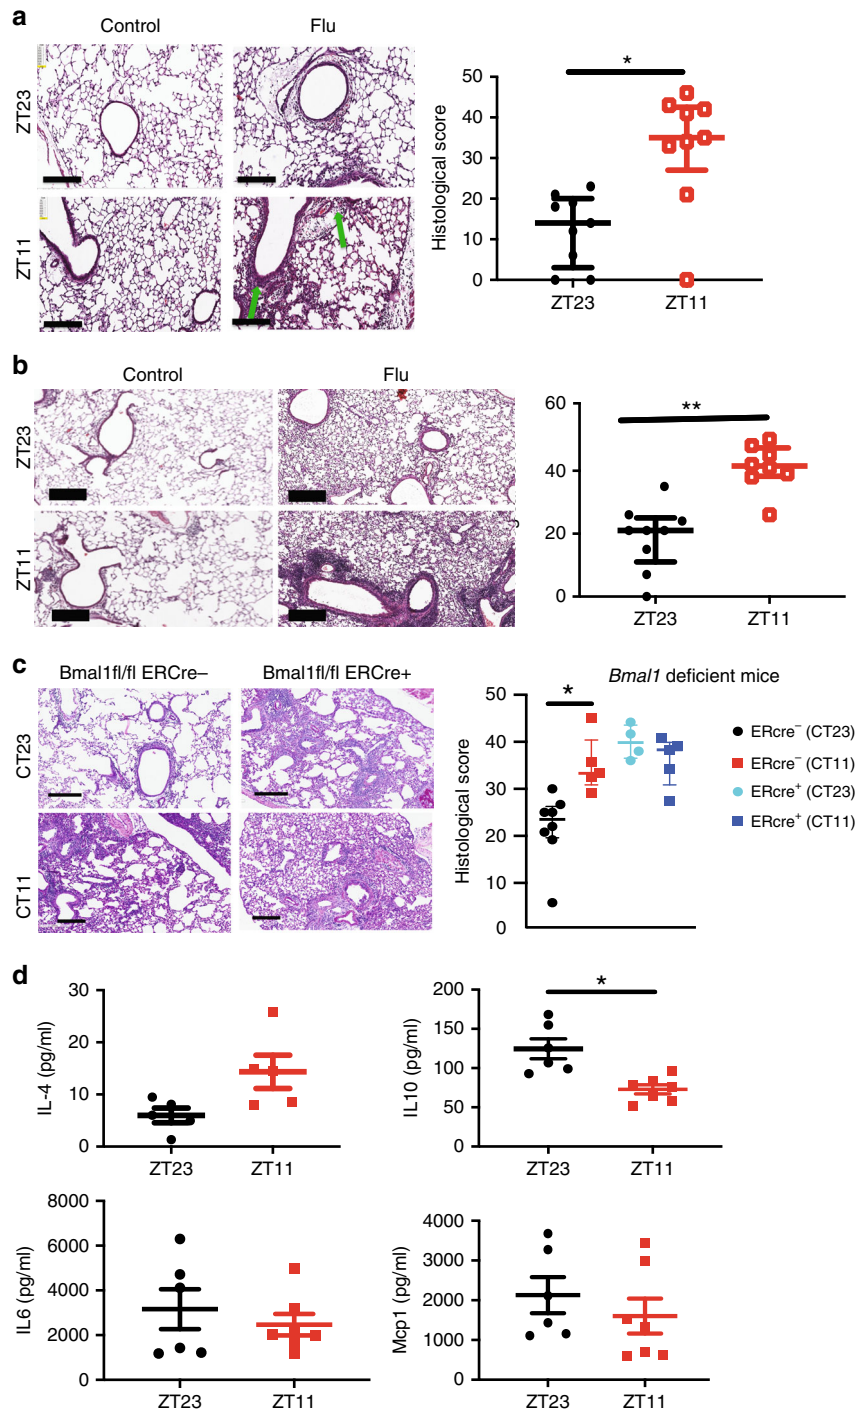 a
Control
Flu
ZT23
ZT11
Histological score
50
40
30
20
10
0
*
ZT23
ZT11
b
Control
Flu
ZT23
ZT11
60
40
20
0
**
ZT23
ZT11
c
Bmal1fl/fl ERCre–
Bmal1fl/fl ERCre+
CT23
CT11
Bmal1 deficient mice
Histological score
50
40
30
20
10
0
*
ERcre– (CT23)
ERcre– (CT11)
ERcre+ (CT23)
ERcre+ (CT11)
d
IL-4 (pg/ml)
30
20
10
0
ZT23
ZT11
IL10 (pg/ml)
200
150
100
50
0
*
ZT23
ZT11
IL6 (pg/ml)
8000
6000
4000
2000
0
ZT23
ZT11
Mcp1 (pg/ml)
4000
3000
2000
1000
0
ZT23
ZT11